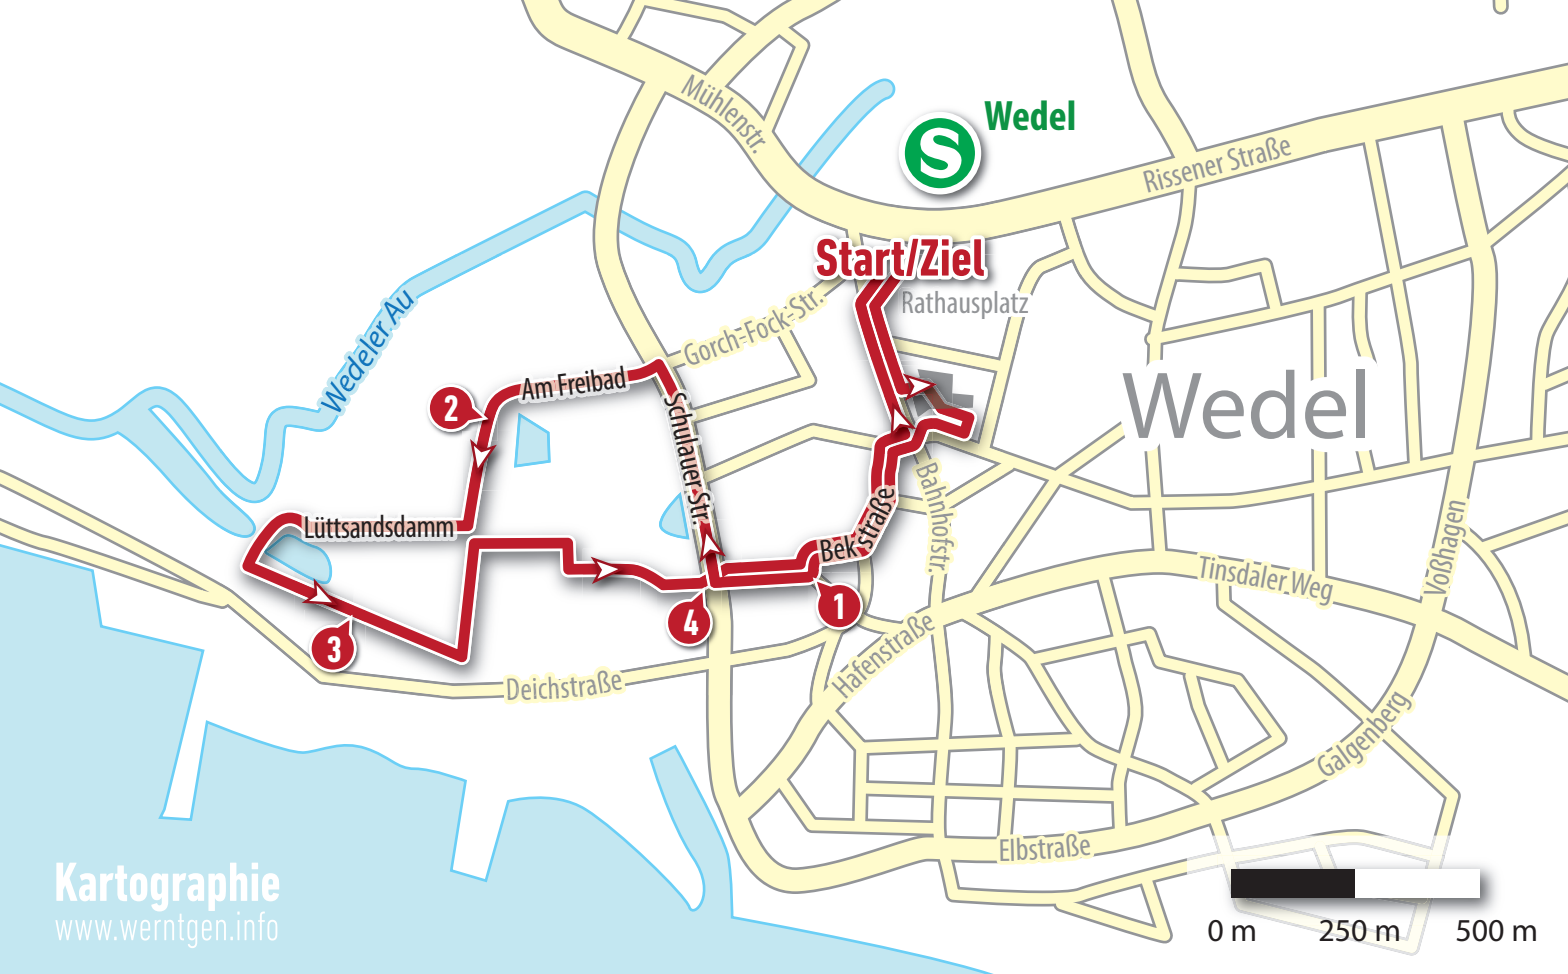 Mühlenstr.
S
Wedel
Rissener Straße
Start/Ziel
Rathausplatz
Gorch-Fock-Str.
Wedeler Au
Am Freibad
2
Schulauer Str.
Wedel
Bahnhofstr.
Lüttsandsdamm
Bekstraße
1
Voßhagen
Tinsdaler Weg
4
3
Hafenstraße
Deichstraße
Galgenberg
Elbstraße
Kartographie
www.werntgen.info
0 m 250 m 500 m